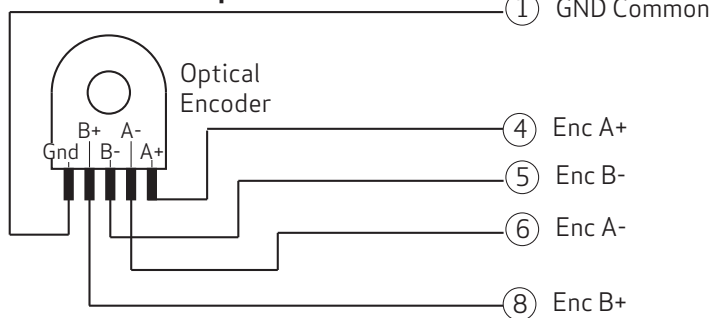 1 GND Common
Optical
Encoder
B+ A-
Gnd B- A+
4 Enc A+
5 Enc B-
6 Enc A-
8 Enc B+